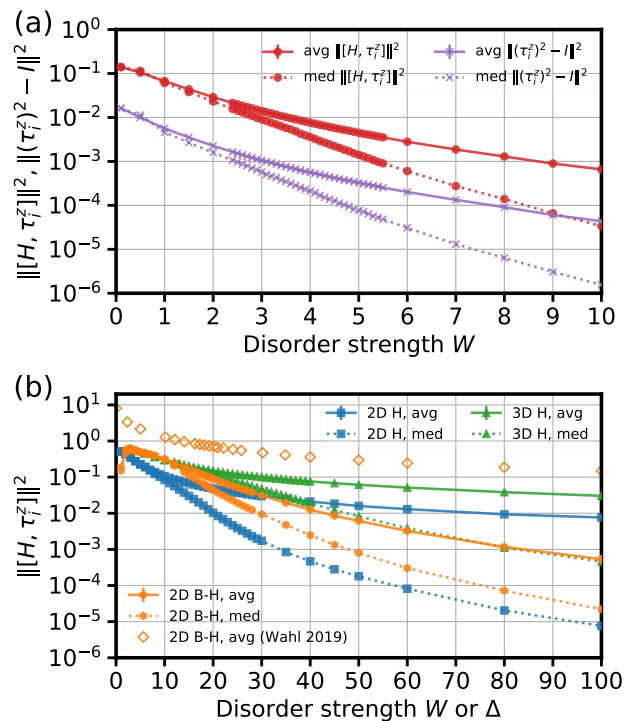 (a)
10^0
10^{-1}
10^{-2}
10^{-3}
10^{-4}
10^{-5}
10^{-6}
‖[H, τ_i^z]‖^2, ‖(τ_i^z)^2 − I‖^2
avg ‖[H, τ_i^z]‖^2
med ‖[H, τ_i^z]‖^2
avg ‖(τ_i^z)^2 − I‖^2
med ‖(τ_i^z)^2 − I‖^2
0 1 2 3 4 5 6 7 8 9 10
Disorder strength W
(b)
10^1
10^0
10^{-1}
10^{-2}
10^{-3}
10^{-4}
10^{-5}
10^{-6}
‖[H, τ_i^z]‖^2
2D H, avg
2D H, med
3D H, avg
3D H, med
2D B-H, avg
2D B-H, med
2D B-H, avg (Wahl 2019)
0 10 20 30 40 50 60 70 80 90 100
Disorder strength W or Δ